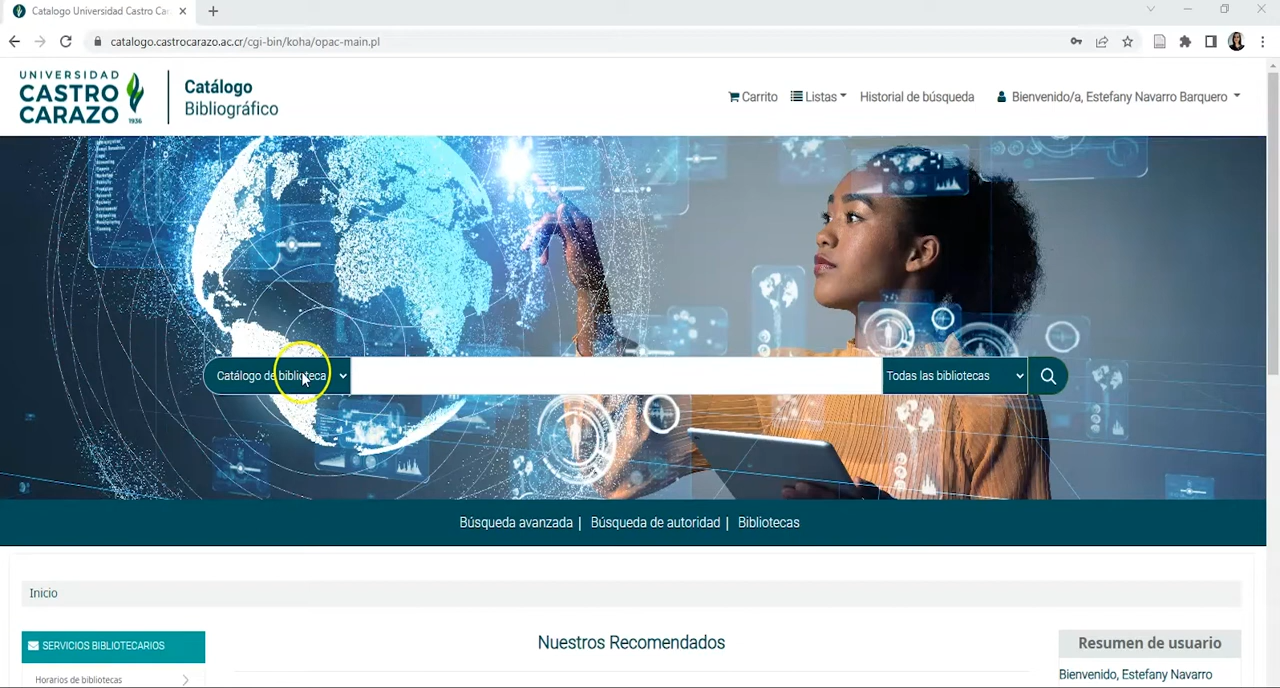 Catalogo Universidad Castro Car
catalogo.castrocarazo.ac.cr/cgi-bin/koha/opac-main.pl
UNIVERSIDAD
CASTRO
CARAZO
1936
Catálogo
Bibliográfico
Carrito
Listas
Historial de búsqueda
Bienvenido/a, Estefany Navarro Barquero
Catálogo de biblioteca
Todas las bibliotecas
Búsqueda avanzada | Búsqueda de autoridad | Bibliotecas
Inicio
SERVICIOS BIBLIOTECARIOS
Horarios de bibliotecas
Nuestros Recomendados
Resumen de usuario
Bienvenido, Estefany Navarro